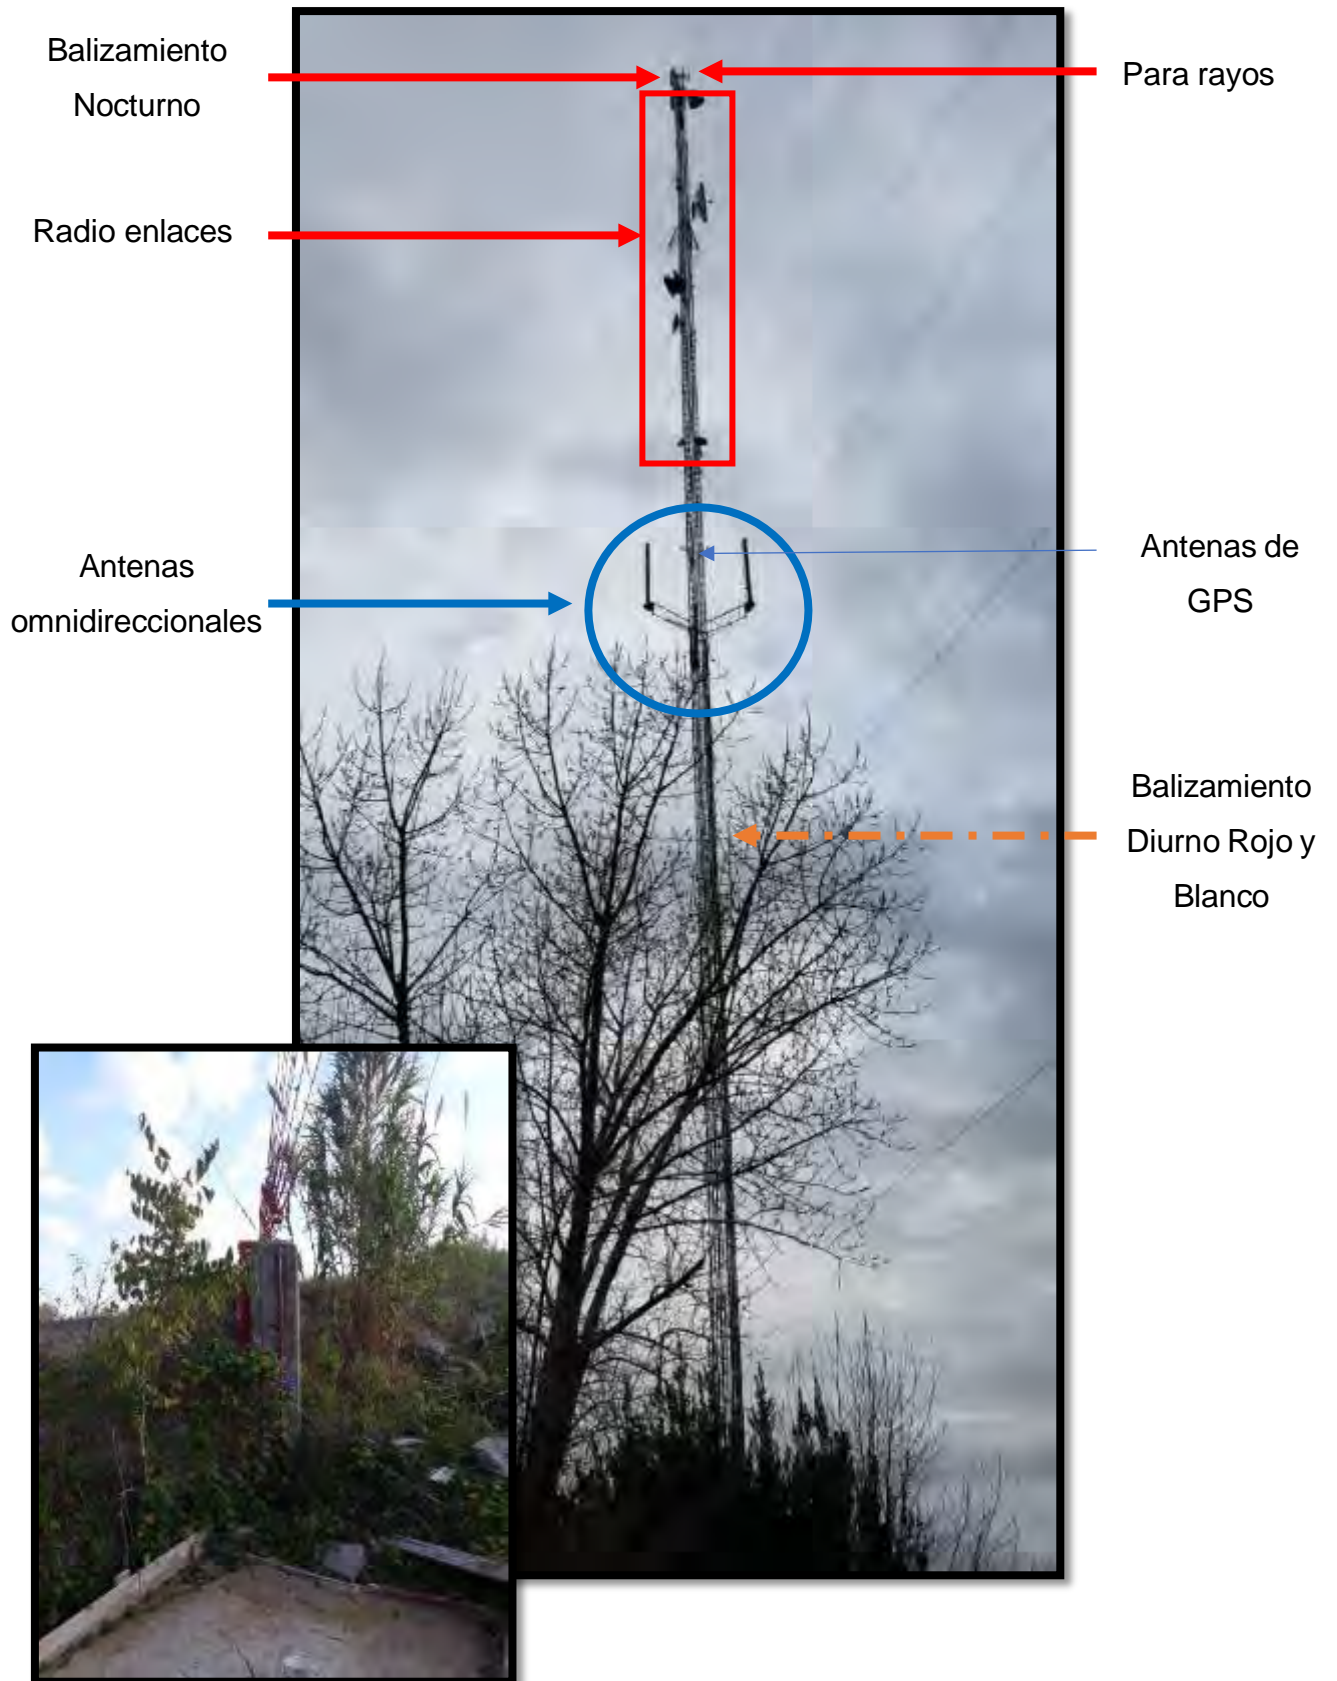 Balizamiento
Nocturno
Para rayos
Radio enlaces
Antenas
omnidireccionales
Antenas de
GPS
Balizamiento
Diurno Rojo y
Blanco